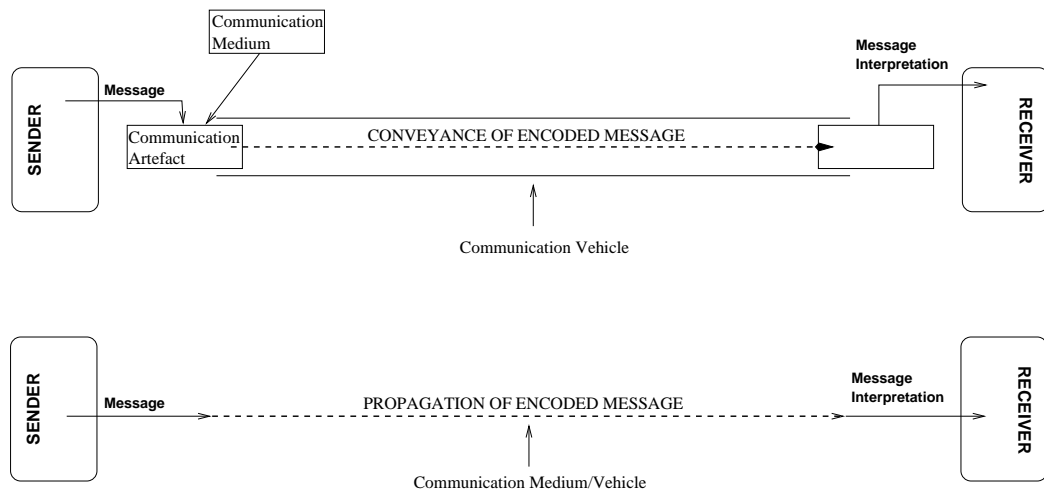 Communication
Medium
Message
Interpretation
Message
SENDER
Communication
Artefact
CONVEYANCE OF ENCODED MESSAGE
RECEIVER
Communication Vehicle
SENDER
Message
PROPAGATION OF ENCODED MESSAGE
Message
Interpretation
RECEIVER
Communication Medium/Vehicle